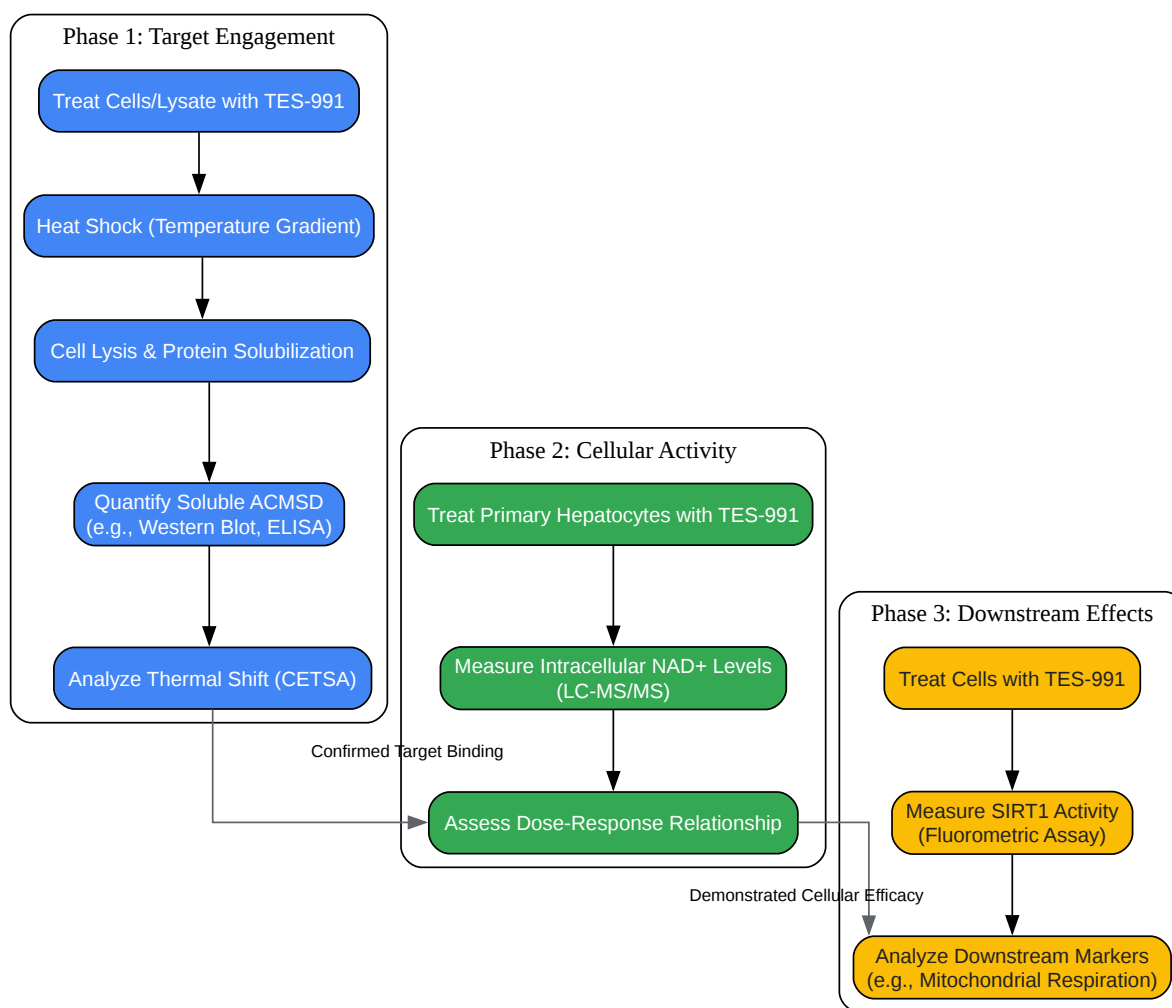 Phase 1: Target Engagement
Treat Cells/Lysate with TES-991
Heat Shock (Temperature Gradient)
Cell Lysis & Protein Solubilization
Quantify Soluble ACMSD
(e.g., Western Blot, ELISA)
Analyze Thermal Shift (CETSA)
Confirmed Target Binding
Phase 2: Cellular Activity
Treat Primary Hepatocytes with TES-991
Measure Intracellular NAD+ Levels
(LC-MS/MS)
Assess Dose-Response Relationship
Demonstrated Cellular Efficacy
Phase 3: Downstream Effects
Treat Cells with TES-991
Measure SIRT1 Activity
(Fluorometric Assay)
Analyze Downstream Markers
(e.g., Mitochondrial Respiration)